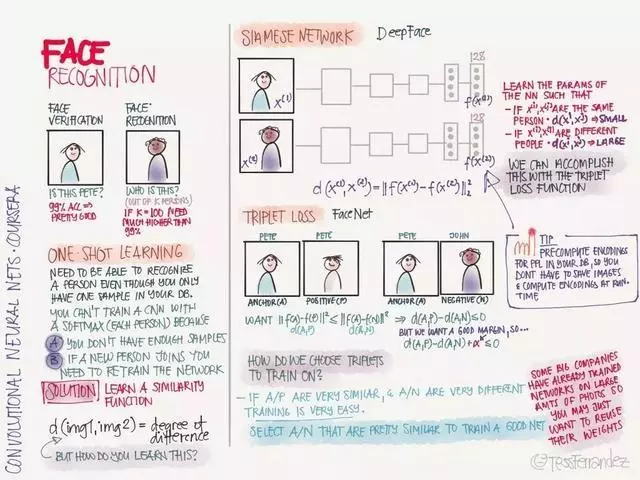 CONVOLUTIONAL NEURAL NETS · COURSERA
FACE
RECOGNITION
FACE
VERIFICATION
IS THIS PETE?
99% ACC ⇒
PRETTY GOOD
FACE
RECOGNITION
WHO IS THIS?
(OUT OF K PERSONS)
IF K=100 NEED
MUCH HIGHER THAN
99%
ONE-SHOT LEARNING
NEED TO BE ABLE TO RECOGNIZE
A PERSON EVEN THOUGH YOU ONLY
HAVE ONE SAMPLE IN YOUR DB.
YOU CAN'T TRAIN A CNN WITH
A SOFTMAX (EACH PERSON) BECAUSE
A YOU DON'T HAVE ENOUGH SAMPLES
B IF A NEW PERSON JOINS YOU
NEED TO RETRAIN THE NETWORK
SOLUTION LEARN A SIMILARITY
FUNCTION
d(img1, img2) = degree of
difference
BUT HOW DO YOU LEARN THIS?
SIAMESE NETWORK DeepFace
x⁽¹⁾
128
f(x⁽¹⁾)
x⁽²⁾
128
f(x⁽²⁾)
d(x⁽¹⁾, x⁽²⁾) = ||f(x⁽¹⁾) - f(x⁽²⁾)||²₂
LEARN THE PARAMS OF
THE NN SUCH THAT
- IF x⁽ⁱ⁾, x⁽ʲ⁾ ARE THE SAME
PERSON · d(xⁱ, xʲ) ⇒ SMALL
- IF x⁽ⁱ⁾, x⁽ʲ⁾ ARE DIFFERENT
PEOPLE · d(xⁱ, xʲ) ⇒ LARGE
WE CAN ACCOMPLISH
THIS WITH THE TRIPLET
LOSS FUNCTION
TRIPLET LOSS FaceNet
PETE PETE PETE JOHN
ANCHOR (A) POSITIVE (P) ANCHOR (A) NEGATIVE (N)
WANT ||f(A)-f(P)||² ≤ ||f(A)-f(N)||² ⇒ d(A,P)-d(A,N) ≤ 0
d(A,P) d(A,N)
BUT WE WANT A GOOD MARGIN, SO...
d(A,P)-d(A,N)+α ≤ 0
TIP
PRECOMPUTE ENCODINGS
FOR PPL IN YOUR DB, SO YOU
DONT HAVE TO SAVE IMAGES
& COMPUTE ENCODINGS AT RUN-
TIME
HOW DO WE CHOOSE TRIPLETS
TO TRAIN ON?
- IF A/P ARE VERY SIMILAR, & A/N ARE VERY DIFFERENT
TRAINING IS VERY EASY.
SELECT A/N THAT ARE PRETTY SIMILAR TO TRAIN A GOOD NET
SOME BIG COMPANIES
HAVE ALREADY TRAINED
NETWORKS ON LARGE
AMTS OF PHOTOS SO
YOU MAY JUST
WANT TO REUSE
THEIR WEIGHTS
@TessFerrandez